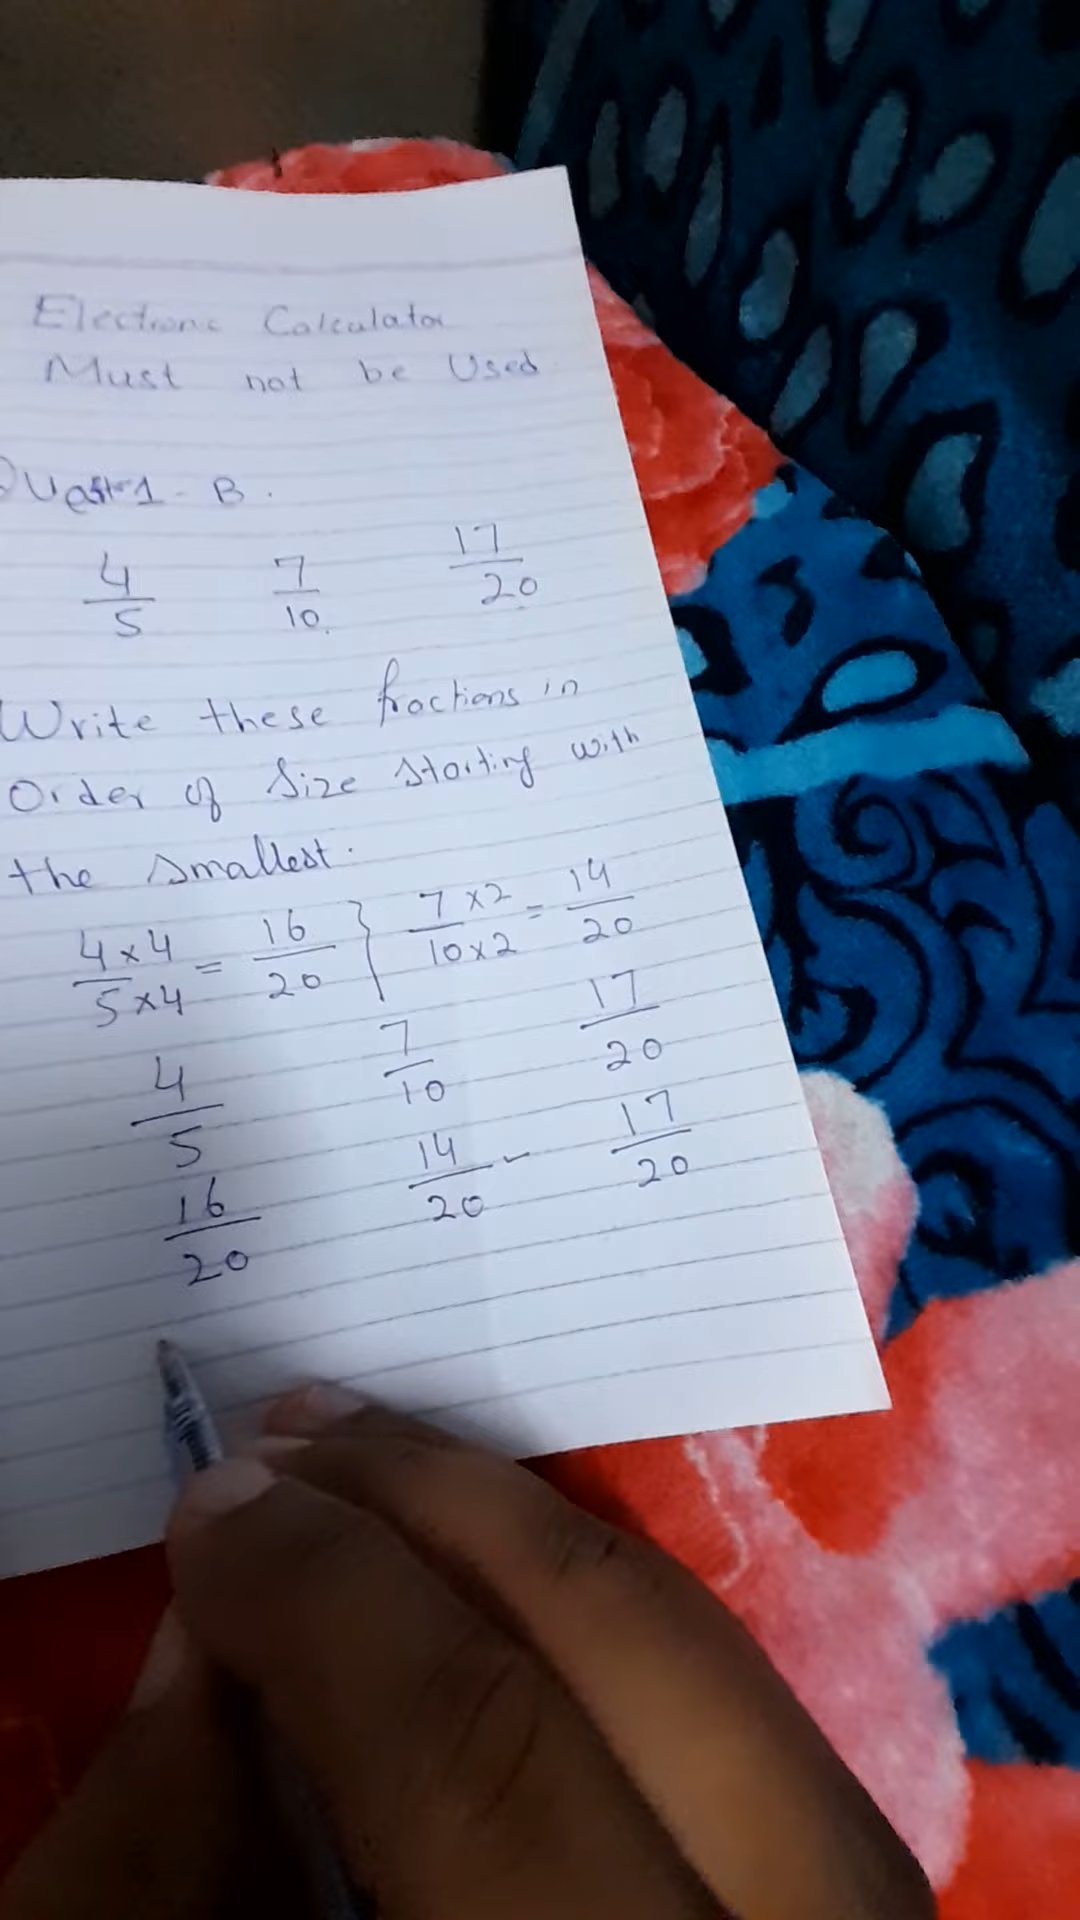 Electronic Calculator
Must not be Used
Quest-1 - B.
4/5 7/10 17/20
Write these fractions in
Order of Size starting with
the smallest.
4×4/5×4 = 16/20 } 7×2/10×2 = 14/20
4/5 7/10 17/20
16/20 14/20 17/20